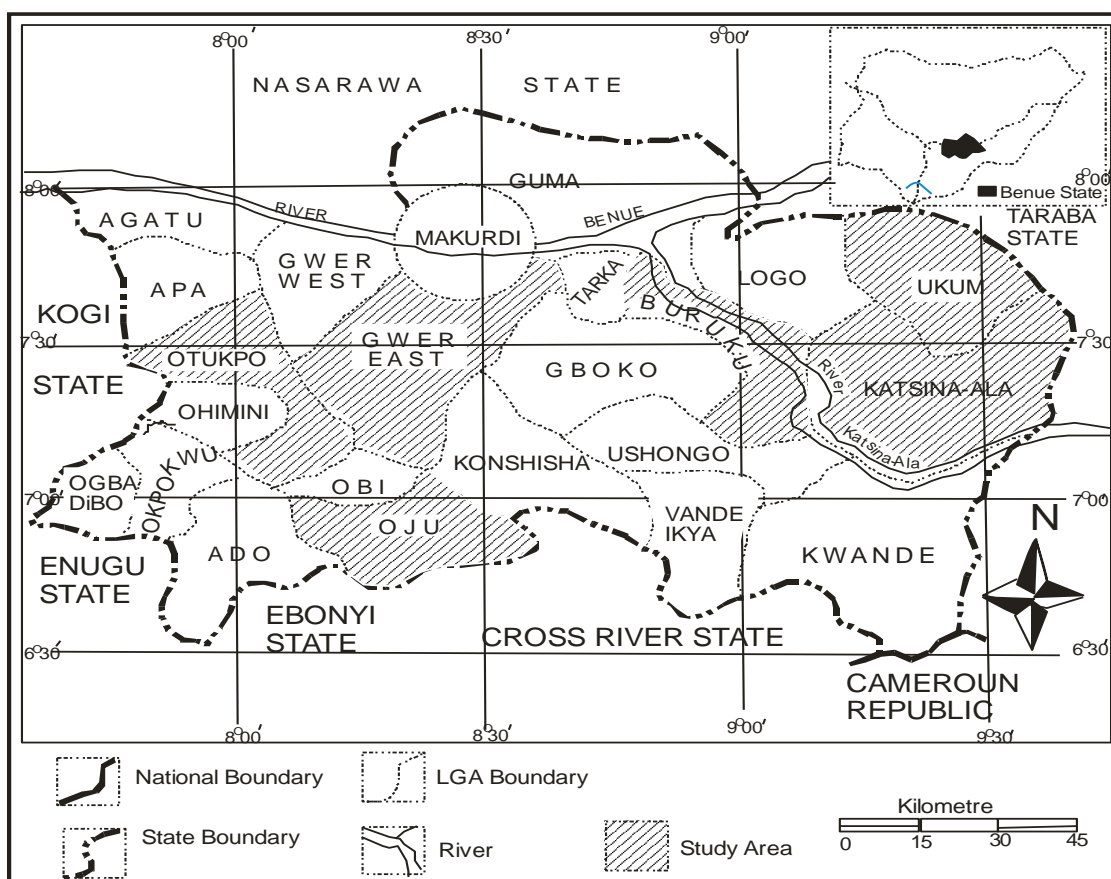 8°00'
8°30'
9°00'
NASARAWA STATE
8°00'
8°00'
GUMA
Benue State
TARABA
STATE
AGATU
RIVER
BENUE
MAKURDI
GWER
WEST
TARKA
LOGO
UKUM
APA
KOGI
STATE
BURUKU
7°30'
7°30'
OTUKPO
GWER
EAST
GBOKO
River
Katsina-Ala
KATSINA-ALA
OHIMINI
KONSHISHA
USHONGO
OGBA
DiBO
OKPOKWU
OBI
7°00'
7°00'
OJU
VANDE
IKYA
N
ADO
KWANDE
ENUGU
STATE
EBONYI
STATE
CROSS RIVER STATE
6°30'
6°30'
CAMEROUN
REPUBLIC
8°00'
8°30'
9°00'
9°30'
National Boundary
LGA Boundary
State Boundary
River
Study Area
Kilometre
0 15 30 45